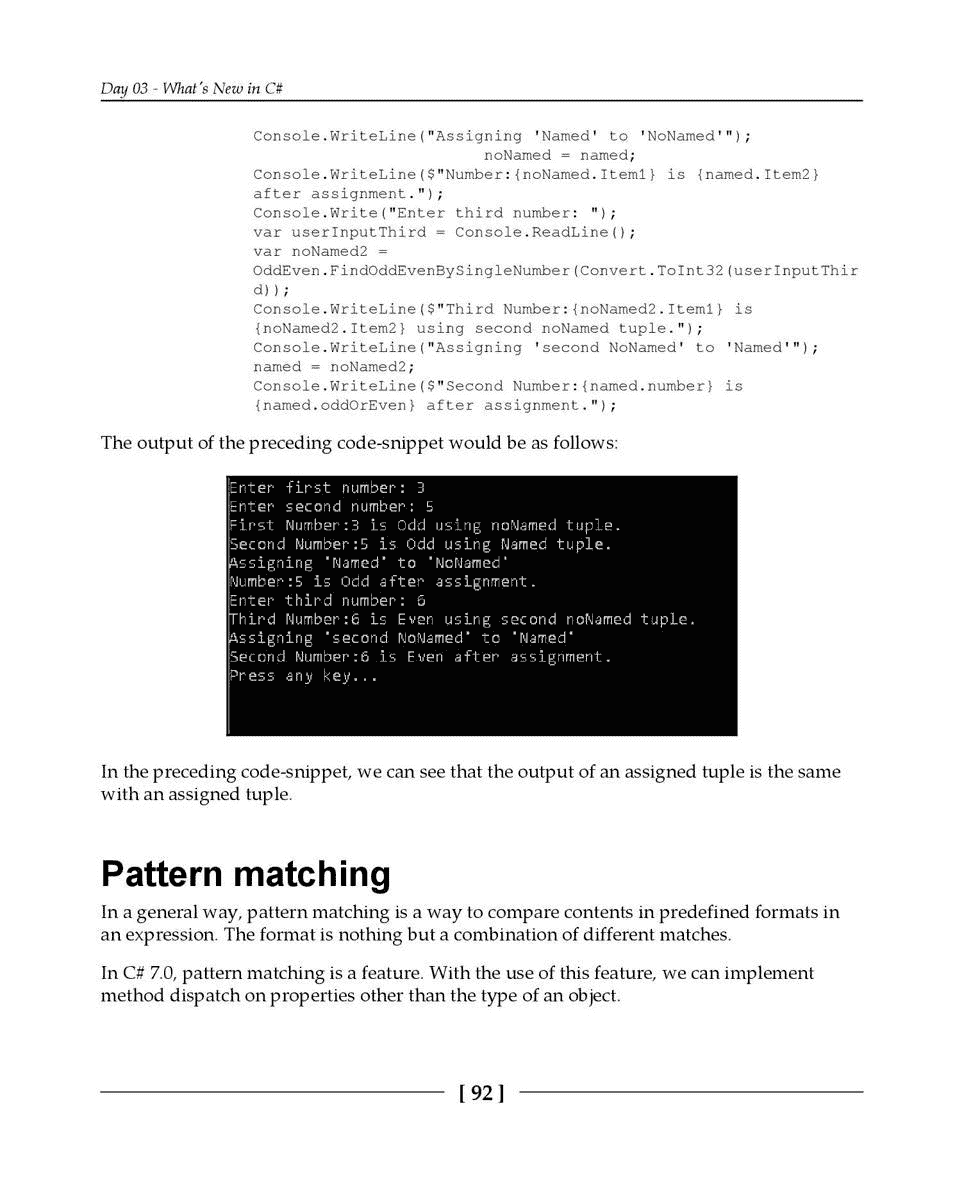 Day 03 - What's New in C#
Console.WriteLine("Assigning 'Named' to 'NoNamed'");
noNamed = named;
Console.WriteLine($"Number:{noNamed.Item1} is {named.Item2}
after assignment.");
Console.Write("Enter third number: ");
var userInputThird = Console.ReadLine();
var noNamed2 =
OddEven.FindOddEvenBySingleNumber(Convert.ToInt32(userInputThir
d));
Console.WriteLine($"Third Number:{noNamed2.Item1} is
{noNamed2.Item2} using second noNamed tuple.");
Console.WriteLine("Assigning 'second NoNamed' to 'Named'");
named = noNamed2;
Console.WriteLine($"Second Number:{named.number} is
{named.oddOrEven} after assignment.");
The output of the preceding code-snippet would be as follows:
Enter first number: 3
Enter second number: 5
First Number:3 is Odd using noNamed tuple.
Second Number:5 is Odd using Named tuple.
Assigning 'Named' to 'NoNamed'
Number:5 is Odd after assignment.
Enter third number: 6
Third Number:6 is Even using second noNamed tuple.
Assigning 'second NoNamed' to 'Named'
Second Number:6 is Even after assignment.
Press any key...
In the preceding code-snippet, we can see that the output of an assigned tuple is the same
with an assigned tuple.
Pattern matching
In a general way, pattern matching is a way to compare contents in predefined formats in
an expression. The format is nothing but a combination of different matches.
In C# 7.0, pattern matching is a feature. With the use of this feature, we can implement
method dispatch on properties other than the type of an object.
[ 92 ]